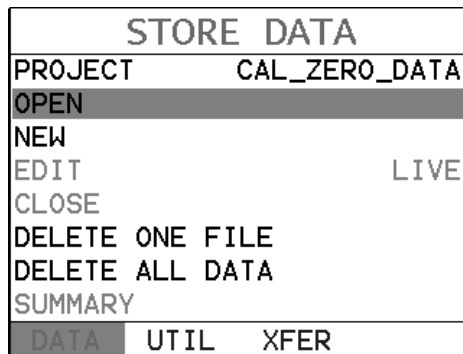 STORE DATA
PROJECT CAL_ZERO_DATA
OPEN
NEW
EDIT LIVE
CLOSE
DELETE ONE FILE
DELETE ALL DATA
SUMMARY
DATA UTIL XFER